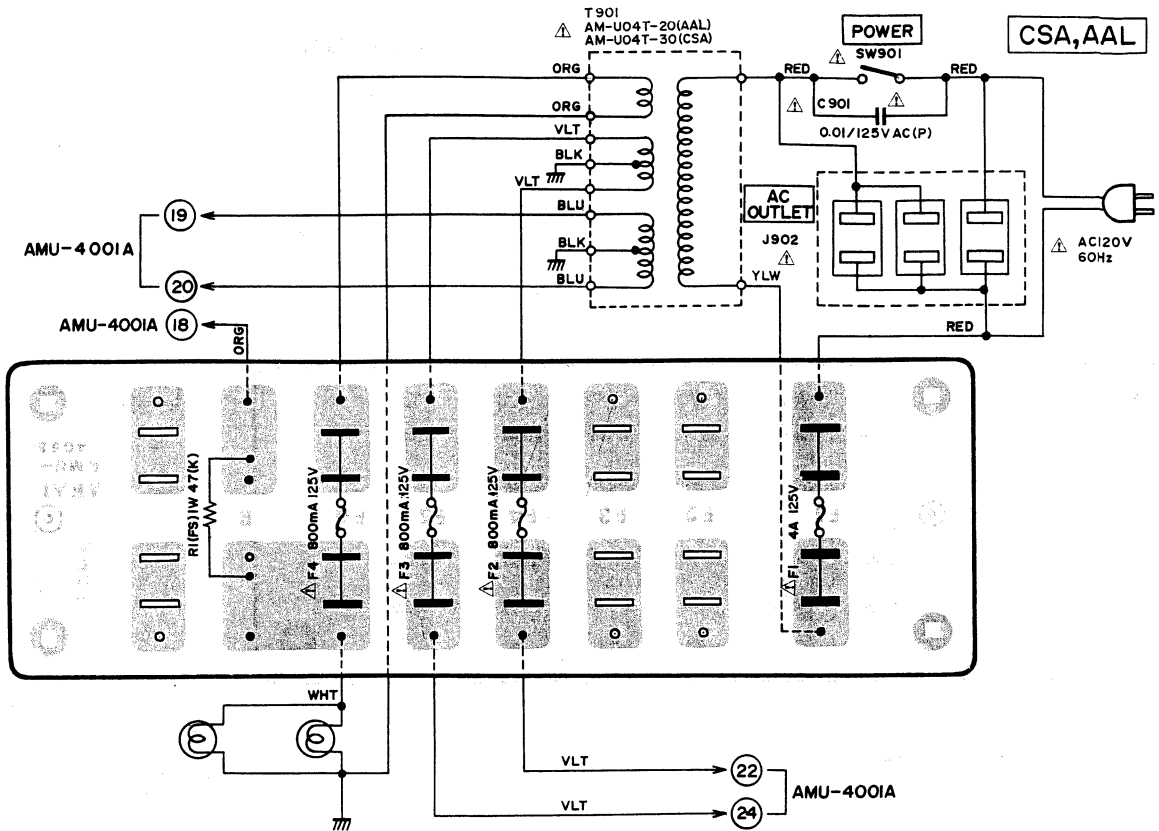 T901
AM-U04T-20(AAL)
AM-U04T-30(CSA)
POWER
SW901
CSA,AAL
ORG
ORG
VLT
BLK
VLT
BLU
BLK
BLU
RED
RED
C901
0.01/125V AC(P)
AC
OUTLET
J902
YLW
AC120V
60Hz
RED
19
AMU-4001A
20
AMU-4001A 18
ORG
R1(FS)1W 47(K)
F4 800mA 125V
F3 800mA 125V
F2 800mA 125V
F1 4A 125V
WHT
VLT
22
AMU-4001A
VLT
24